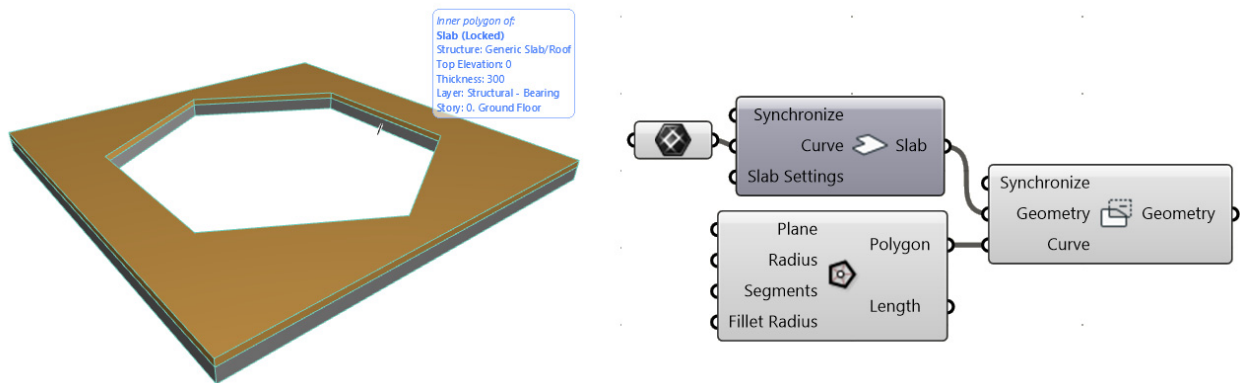 Inner polygon of:
Slab (Locked)
Structure: Generic Slab/Roof
Top Elevation: 0
Thickness: 300
Layer: Structural - Bearing
Story: 0. Ground Floor
Synchronize
Curve
Slab
Slab Settings
Plane
Radius
Segments
Fillet Radius
Polygon
Length
Synchronize
Geometry
Geometry
Curve